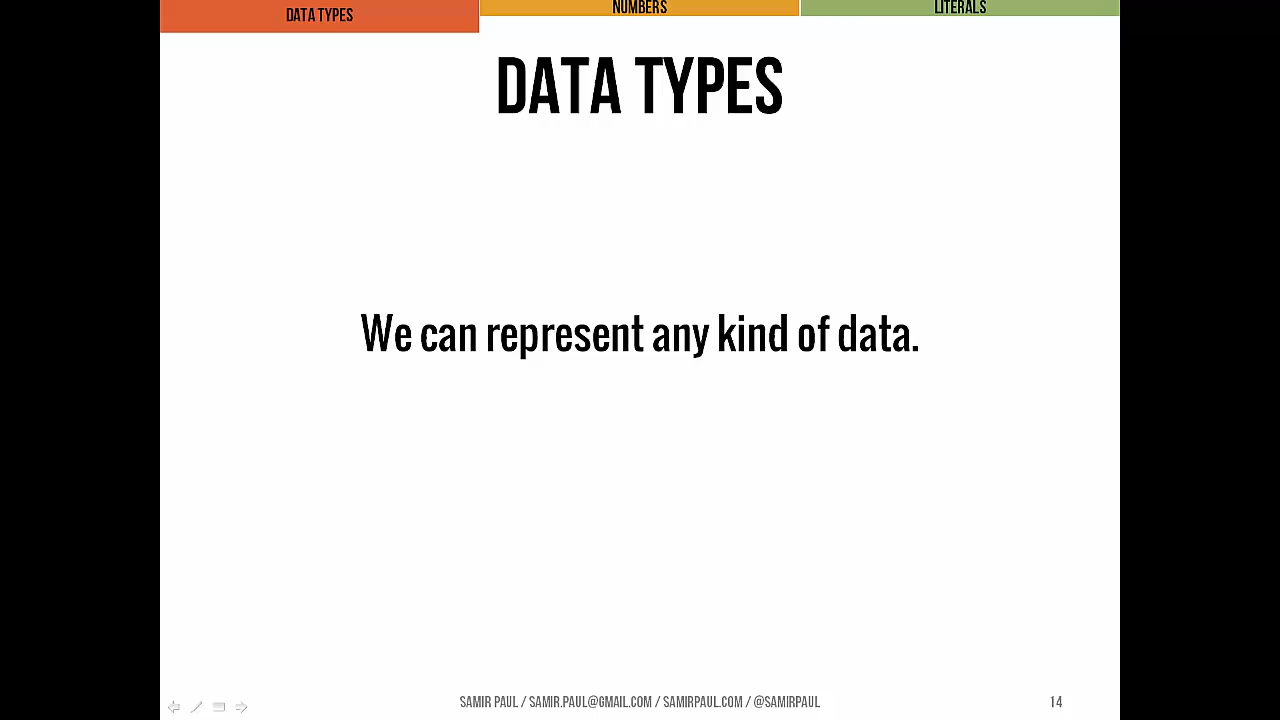 DATA TYPES
NUMBERS
LITERALS
DATA TYPES
We can represent any kind of data.
SAMIR PAUL / SAMIR.PAUL@GMAIL.COM / SAMIRPAUL.COM / @SAMIRPAUL
14